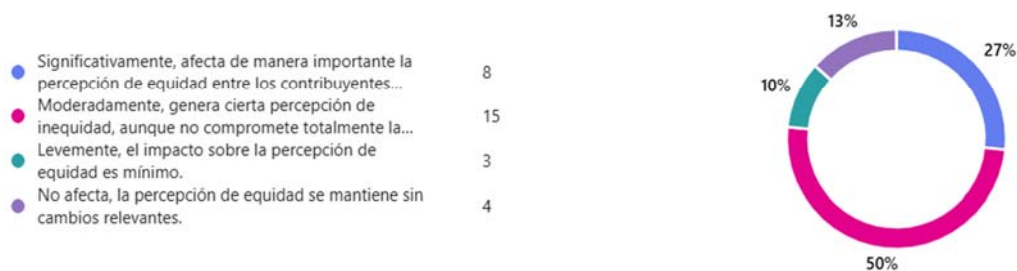 Significativamente, afecta de manera importante la
percepción de equidad entre los contribuyentes...
8
Moderadamente, genera cierta percepción de
inequidad, aunque no compromete totalmente la...
15
Levemente, el impacto sobre la percepción de
equidad es mínimo.
3
No afecta, la percepción de equidad se mantiene sin
cambios relevantes.
4
13%
27%
10%
50%